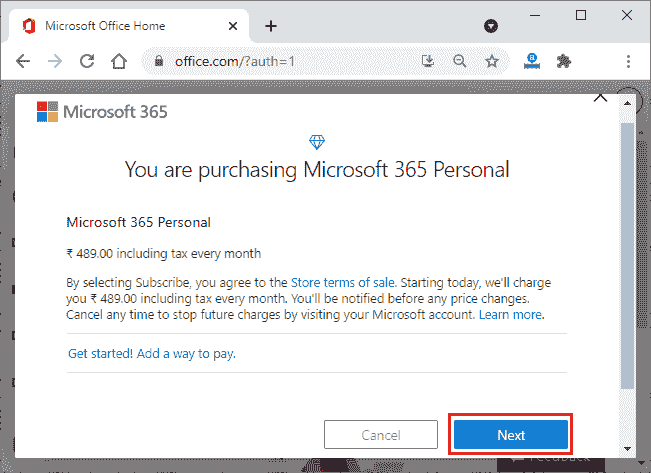 Microsoft Office Home
office.com/?auth=1
Microsoft 365
You are purchasing Microsoft 365 Personal
Microsoft 365 Personal
₹ 489.00 including tax every month
By selecting Subscribe, you agree to the Store terms of sale. Starting today, we'll charge
you ₹ 489.00 including tax every month. You'll be notified before any price changes.
Cancel any time to stop future charges by visiting your Microsoft account. Learn more.
Get started! Add a way to pay.
Cancel
Next
Feedback